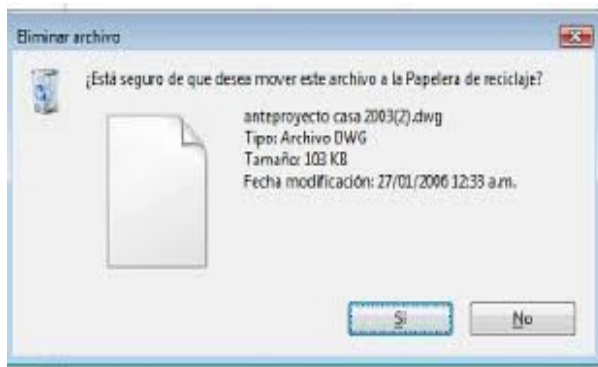 Eliminar archivo
¿Está seguro de que desea mover este archivo a la Papelera de reciclaje?
anteproyecto casa 2003(2).dwg
Tipo: Archivo DWG
Tamaño: 103 KB
Fecha modificación: 27/01/2006 12:33 a.m.
Sí
No